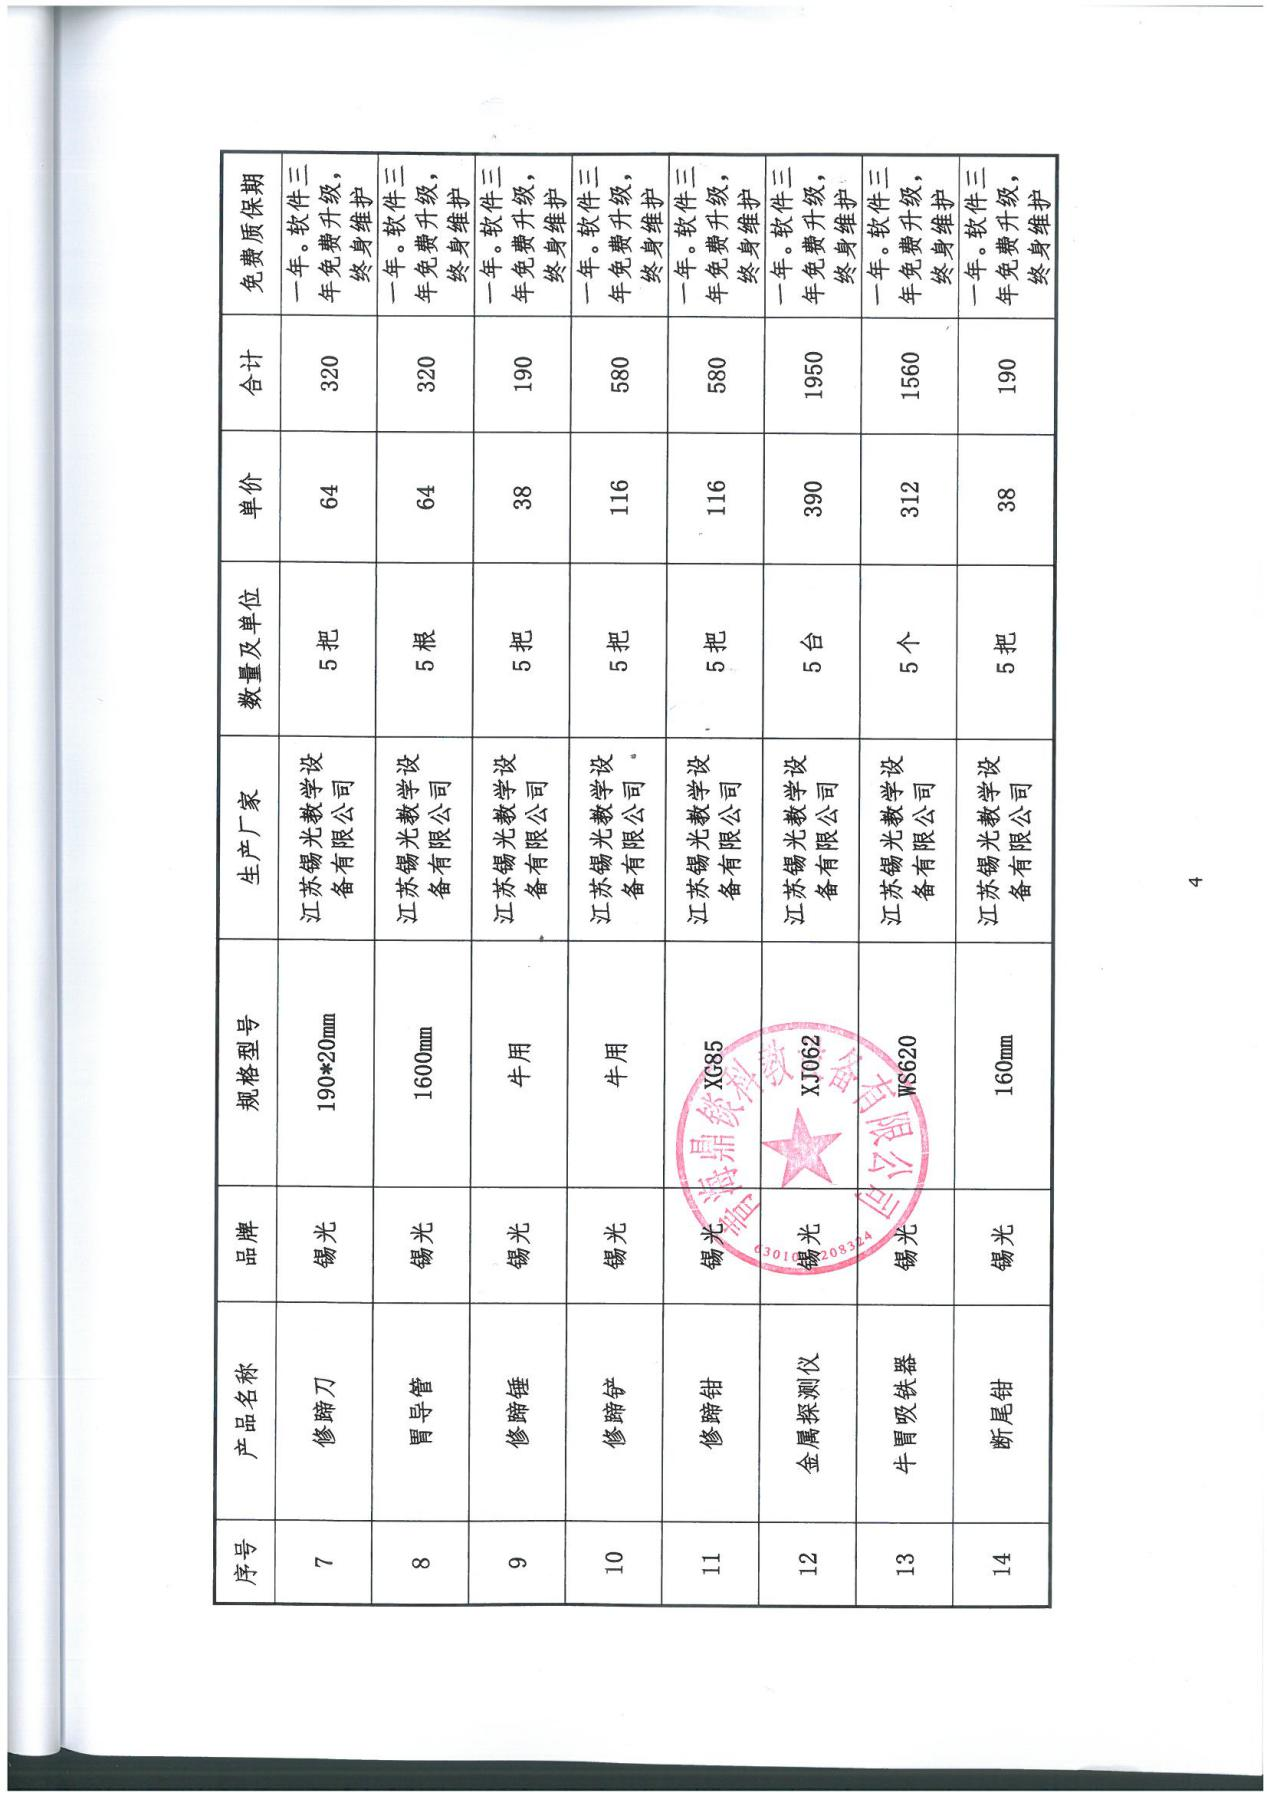 序号 产品名称 品牌 规格型号 生产厂家 数量及单位 单价 合计 免费质保期
7 修蹄刀 锡光 190*20mm 江苏锡光教学设备有限公司 5 把 64 320 一年。软件三年免费升级，终身维护
8 胃导管 锡光 1600mm 江苏锡光教学设备有限公司 5 根 64 320 一年。软件三年免费升级，终身维护
9 修蹄锤 锡光 牛用 江苏锡光教学设备有限公司 5 把 38 190 一年。软件三年免费升级，终身维护
10 修蹄铲 锡光 牛用 江苏锡光教学设备有限公司 5 把 116 580 一年。软件三年免费升级，终身维护
11 修蹄钳 锡光 XG85 江苏锡光教学设备有限公司 5 把 116 580 一年。软件三年免费升级，终身维护
12 金属探测仪 锡光 XJ062 江苏锡光教学设备有限公司 5 台 390 1950 一年。软件三年免费升级，终身维护
13 牛胃吸铁器 锡光 WS620 江苏锡光教学设备有限公司 5 个 312 1560 一年。软件三年免费升级，终身维护
14 断尾钳 锡光 160mm 江苏锡光教学设备有限公司 5 把 38 190 一年。软件三年免费升级，终身维护
青海鼎锬科教设备有限公司
4